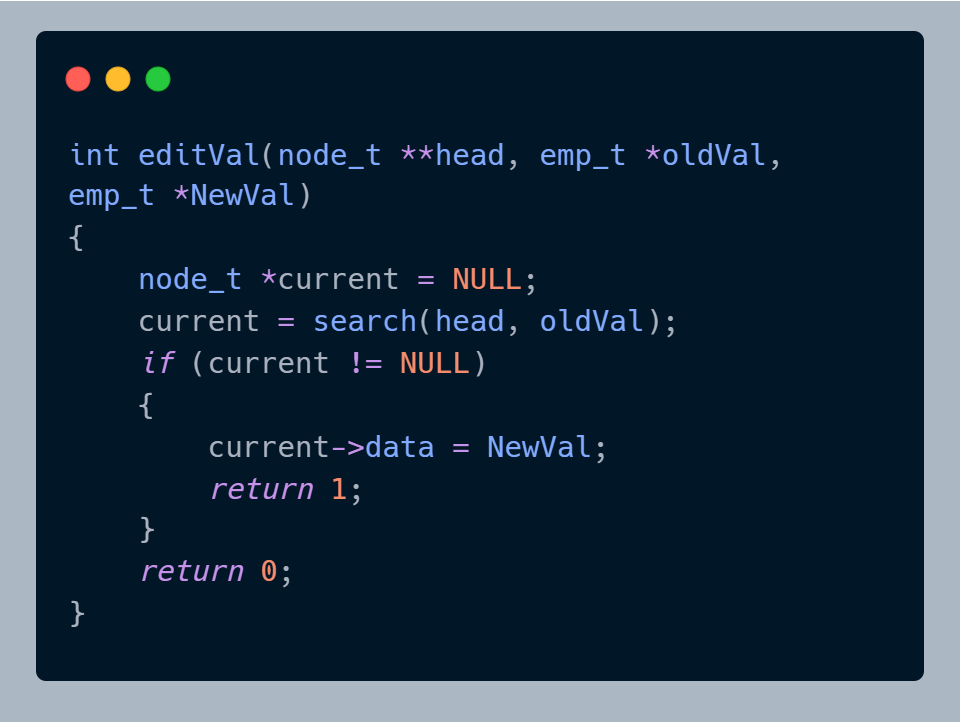 int editVal(node_t **head, emp_t *oldVal,
emp_t *NewVal)
{
    node_t *current = NULL;
    current = search(head, oldVal);
    if (current != NULL)
    {
        current->data = NewVal;
        return 1;
    }
    return 0;
}